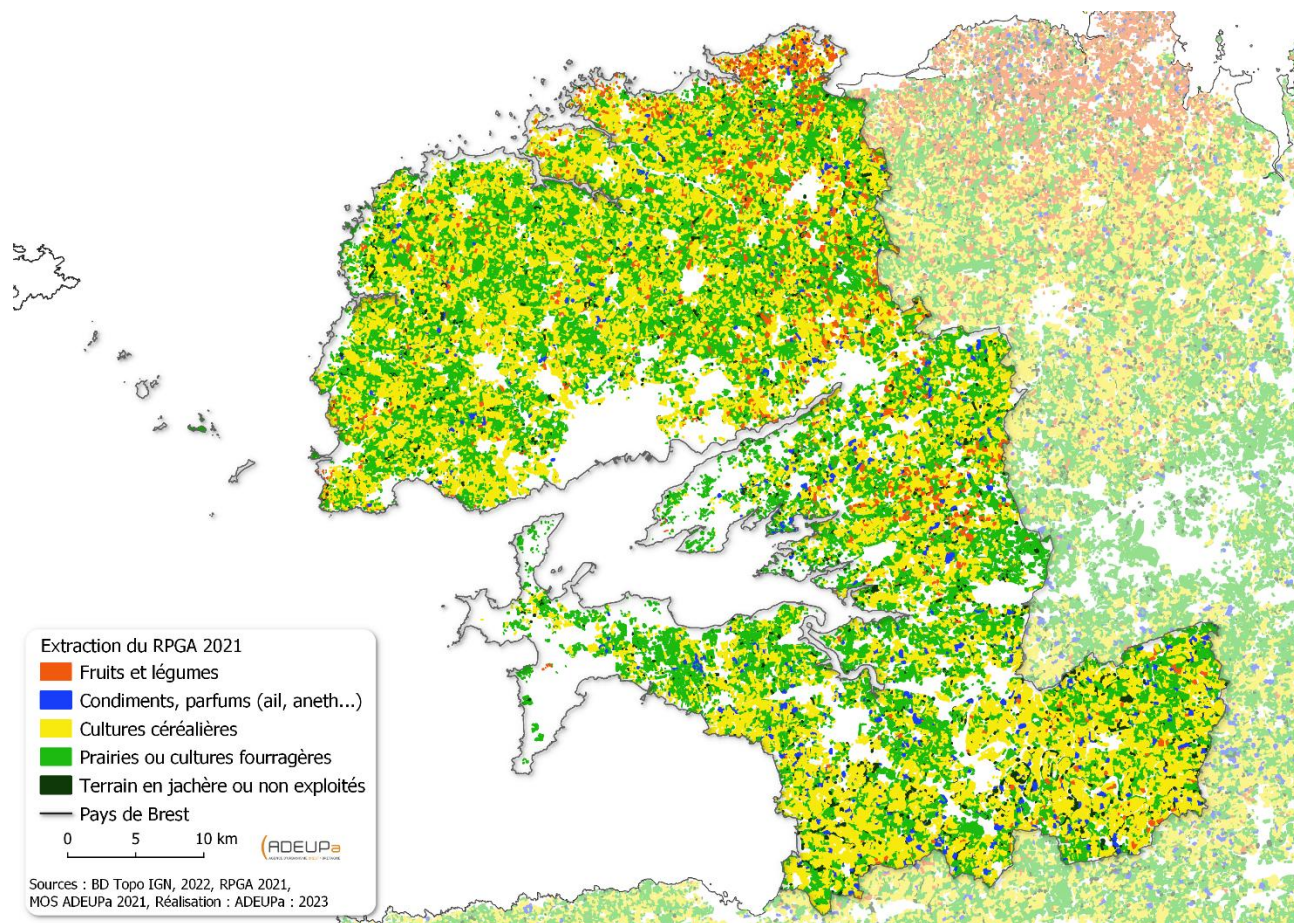 Extraction du RPGA 2021
Fruits et légumes
Condiments, parfums (ail, aneth...)
Cultures céréalières
Prairies ou cultures fourragères
Terrain en jachère ou non exploités
Pays de Brest
0 5 10 km
ADEUPa
Sources : BD Topo IGN, 2022, RPGA 2021,
MOS ADEUPa 2021, Réalisation : ADEUPa : 2023